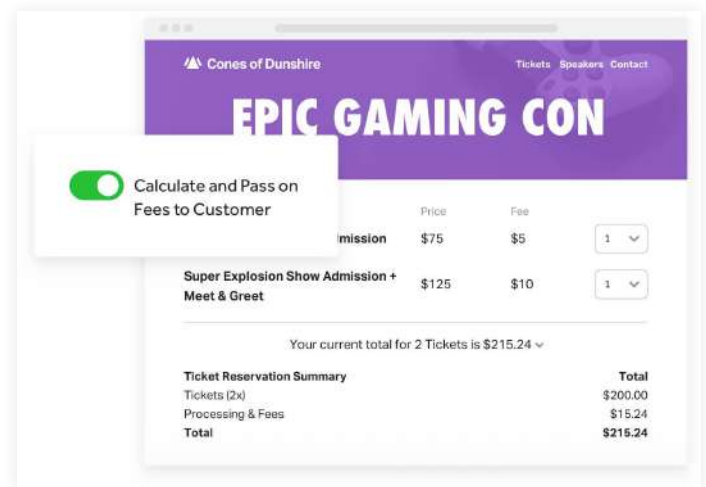 Cones of Dunshire
Tickets Speakers Contact
EPIC GAMING CON
Calculate and Pass on
Fees to Customer
Price Fee
mission $75 $5 1
Super Explosion Show Admission +
Meet & Greet
$125 $10 1
Your current total for 2 Tickets is $215.24
Ticket Reservation Summary Total
Tickets (2x) $200.00
Processing & Fees $15.24
Total $215.24